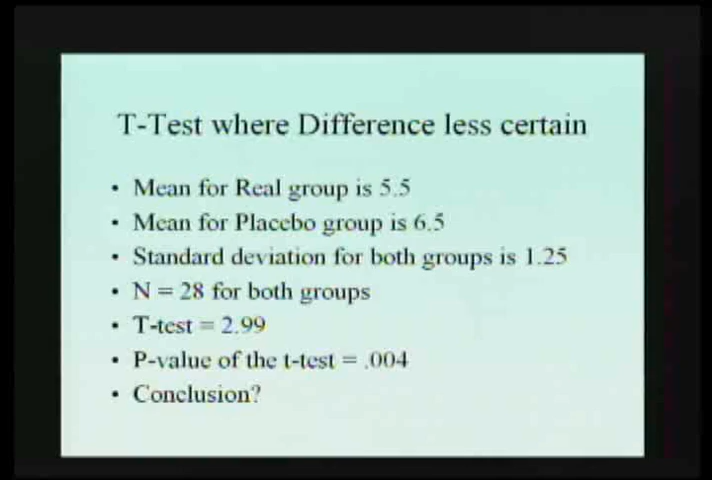 T-Test where Difference less certain
• Mean for Real group is 5.5
• Mean for Placebo group is 6.5
• Standard deviation for both groups is 1.25
• N = 28 for both groups
• T-test = 2.99
• P-value of the t-test = .004
• Conclusion?